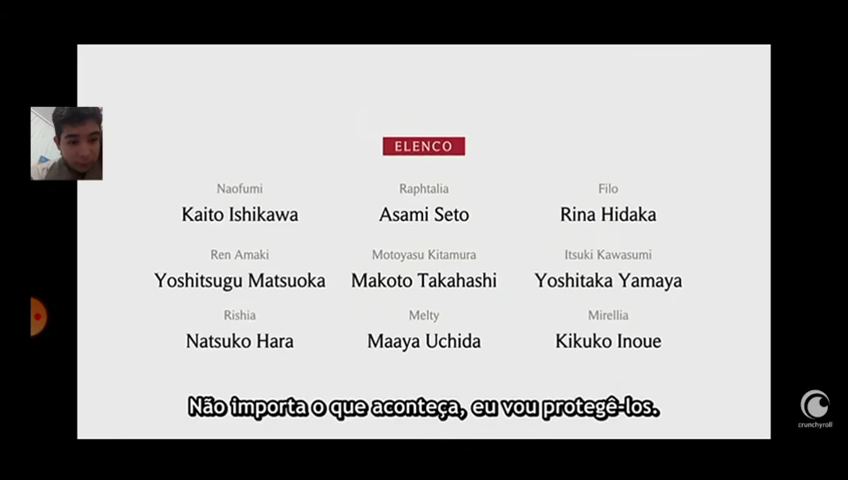 ELENCO
Naofumi
Raphtalia
Filo
Kaito Ishikawa
Asami Seto
Rina Hidaka
Ren Amaki
Motoyasu Kitamura
Itsuki Kawasumi
Yoshitsugu Matsuoka
Makoto Takahashi
Yoshitaka Yamaya
Rishia
Melty
Mirellia
Natsuko Hara
Maaya Uchida
Kikuko Inoue
Não importa o que aconteça, eu vou protegê-los.
crunchyroll